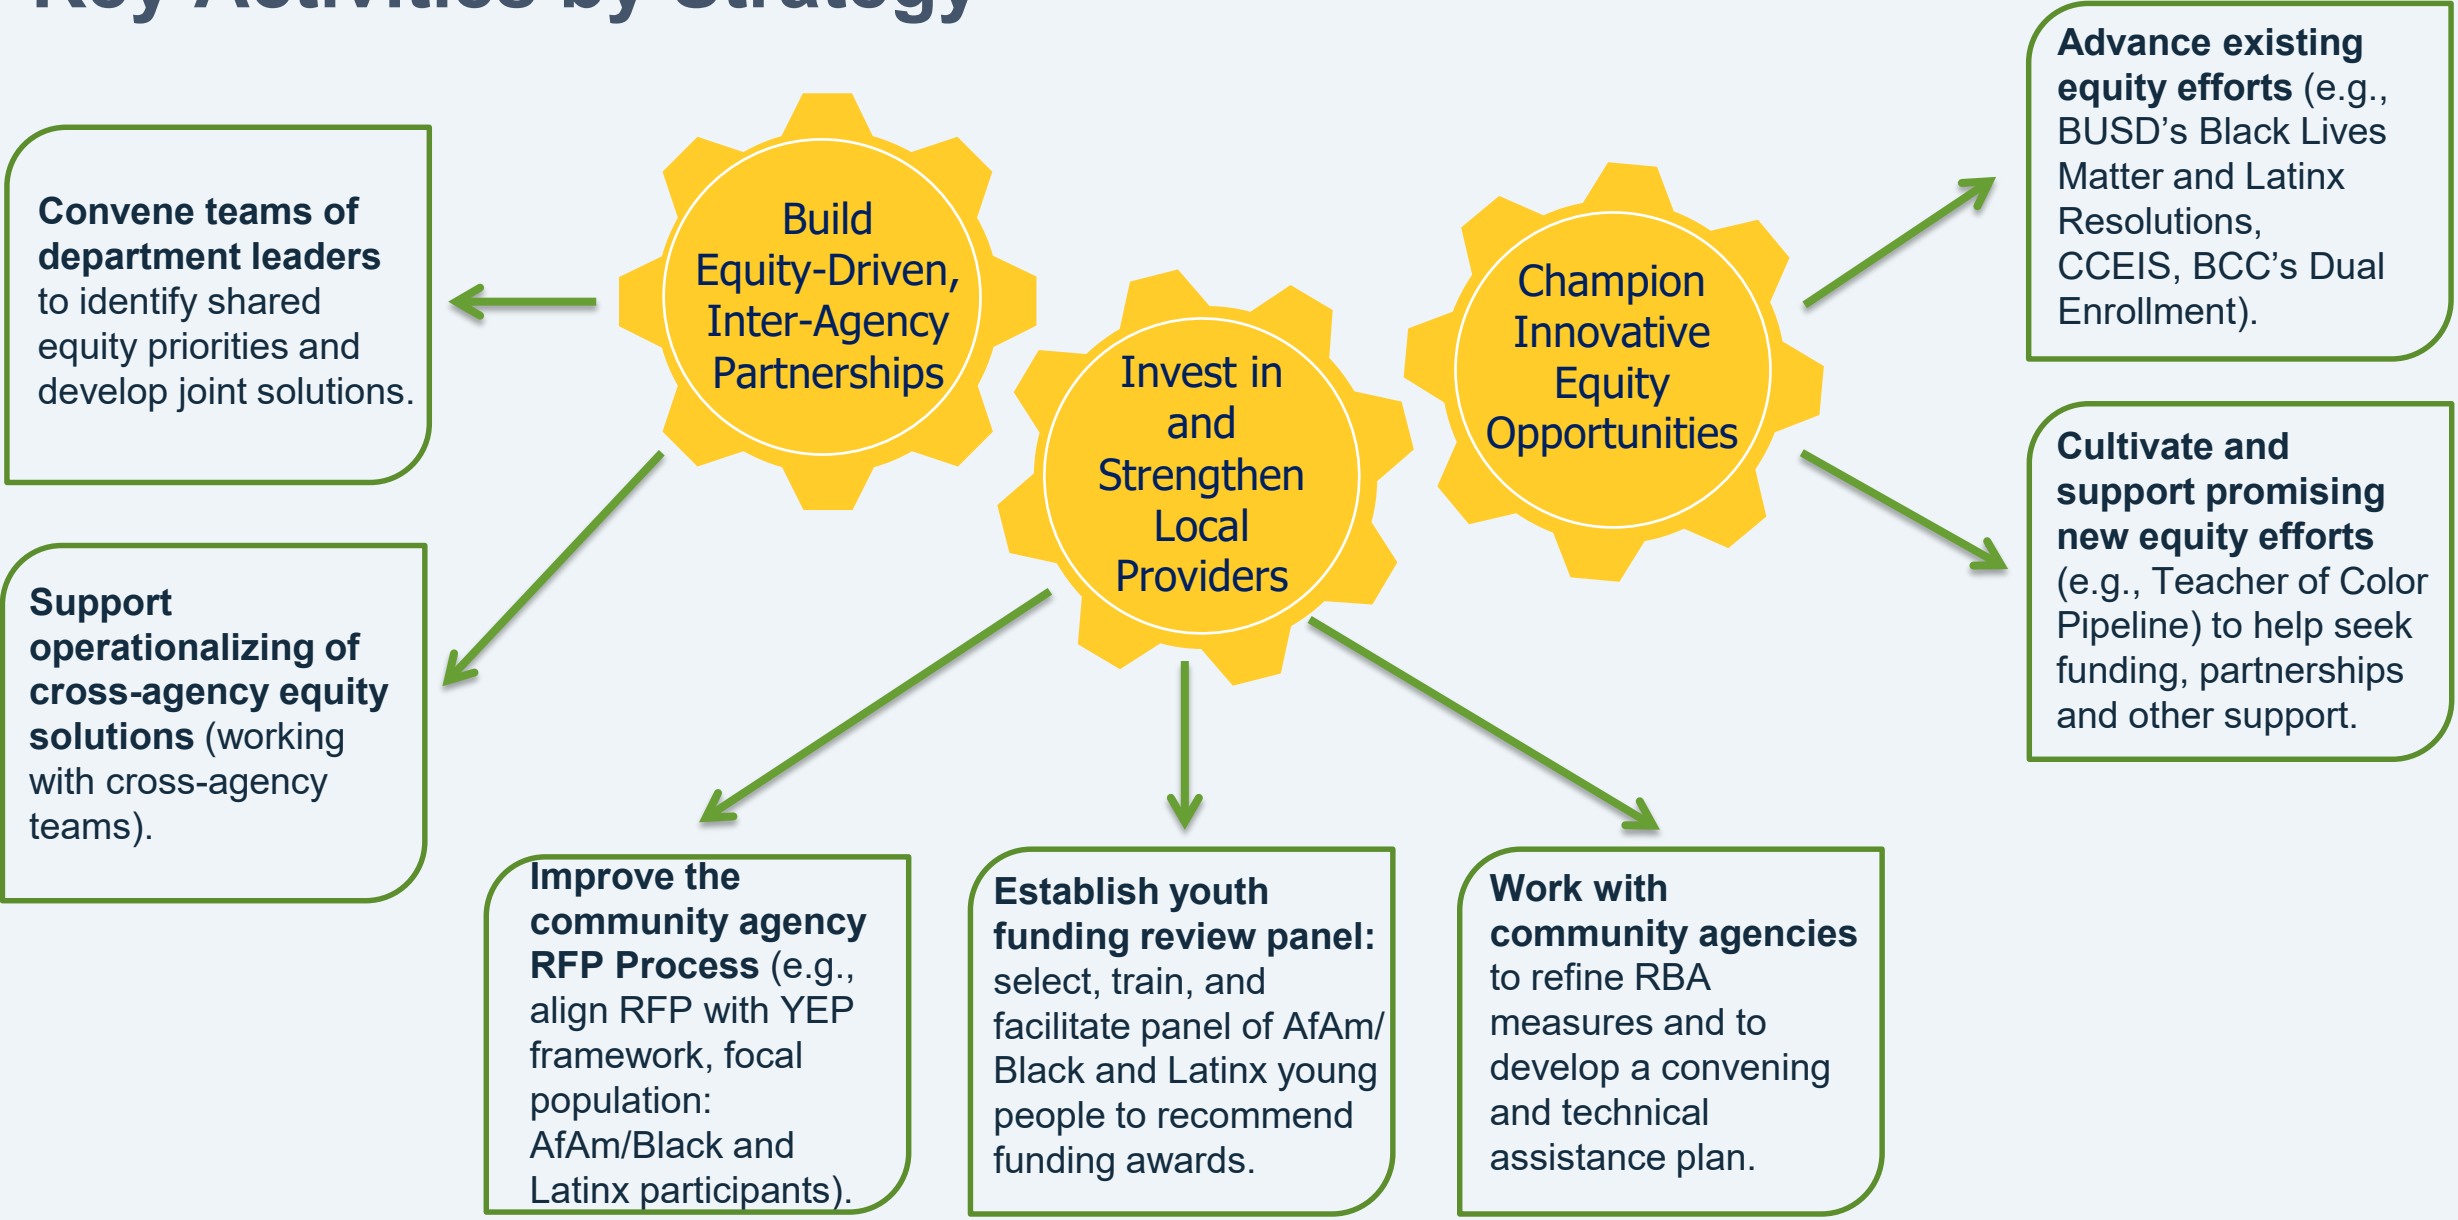 Key Activities by Strategy
Convene teams of
department leaders
to identify shared
equity priorities and
develop joint solutions.
Support
operationalizing of
cross-agency equity
solutions (working
with cross-agency
teams).
Build
Equity-Driven,
Inter-Agency
Partnerships
Invest in
and
Strengthen
Local
Providers
Champion
Innovative
Equity
Opportunities
Advance existing
equity efforts (e.g.,
BUSD’s Black Lives
Matter and Latinx
Resolutions,
CCEIS, BCC’s Dual
Enrollment).
Cultivate and
support promising
new equity efforts
(e.g., Teacher of Color
Pipeline) to help seek
funding, partnerships
and other support.
Improve the
community agency
RFP Process (e.g.,
align RFP with YEP
framework, focal
population:
AfAm/Black and
Latinx participants).
Establish youth
funding review panel:
select, train, and
facilitate panel of AfAm/
Black and Latinx young
people to recommend
funding awards.
Work with
community agencies
to refine RBA
measures and to
develop a convening
and technical
assistance plan.